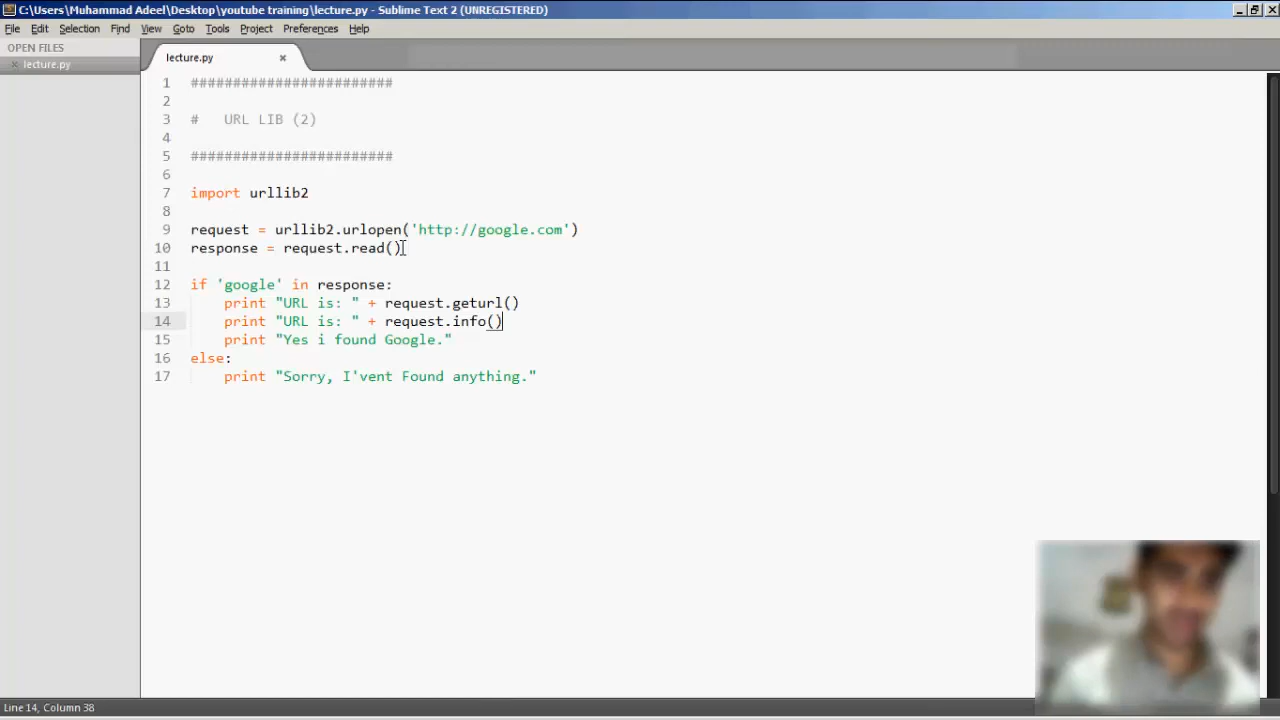 C:\Users\Muhammad Adeel\Desktop\youtube training\lecture.py - Sublime Text 2 (UNREGISTERED)
File Edit Selection Find View Goto Tools Project Preferences Help
OPEN FILES
lecture.py
lecture.py
1 ########################
2
3 #   URL LIB (2)
4
5 ########################
6
7 import urllib2
8
9 request = urllib2.urlopen('http://google.com')
10 response = request.read()
11
12 if 'google' in response:
13     print "URL is: " + request.geturl()
14     print "URL is: " + request.info()
15     print "Yes i found Google."
16 else:
17     print "Sorry, I'vent Found anything."
Line 14, Column 38